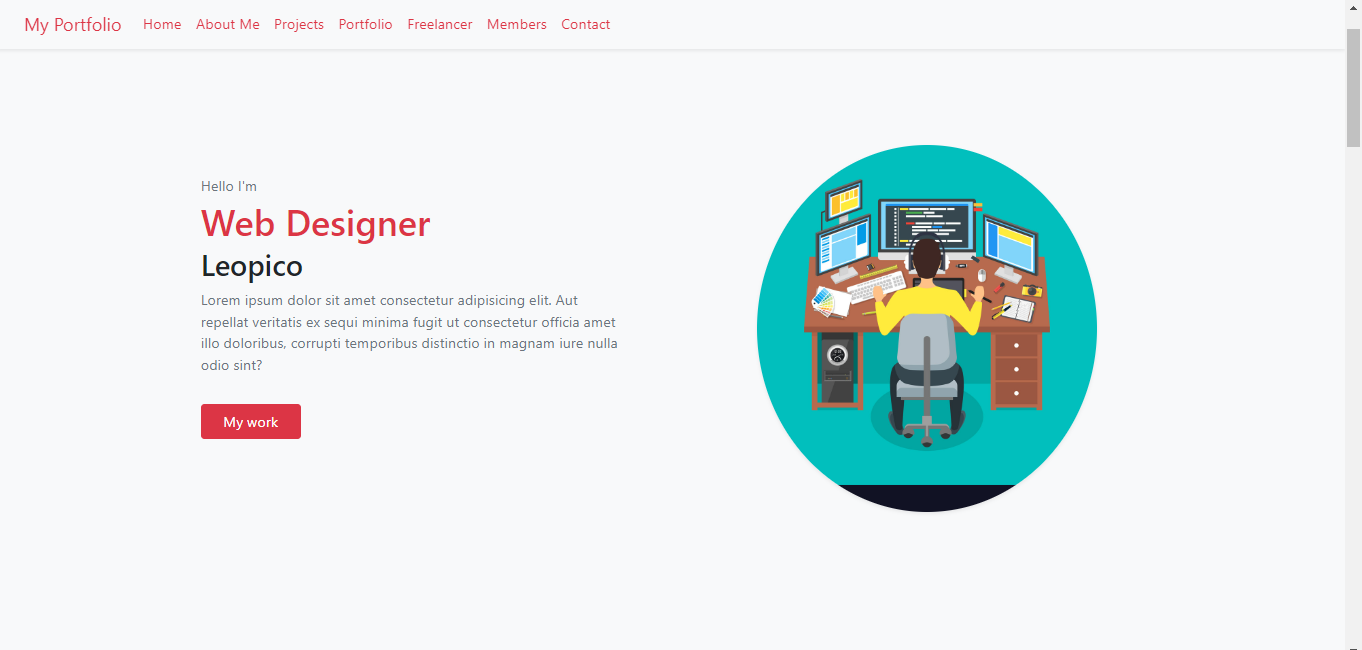 My Portfolio Home About Me Projects Portfolio Freelancer Members Contact
Hello I'm
Web Designer
Leopico
Lorem ipsum dolor sit amet consectetur adipisicing elit. Aut
repellat veritatis ex sequi minima fugit ut consectetur officia amet
illo doloribus, corrupti temporibus distinctio in magnam iure nulla
odio sint?
My work